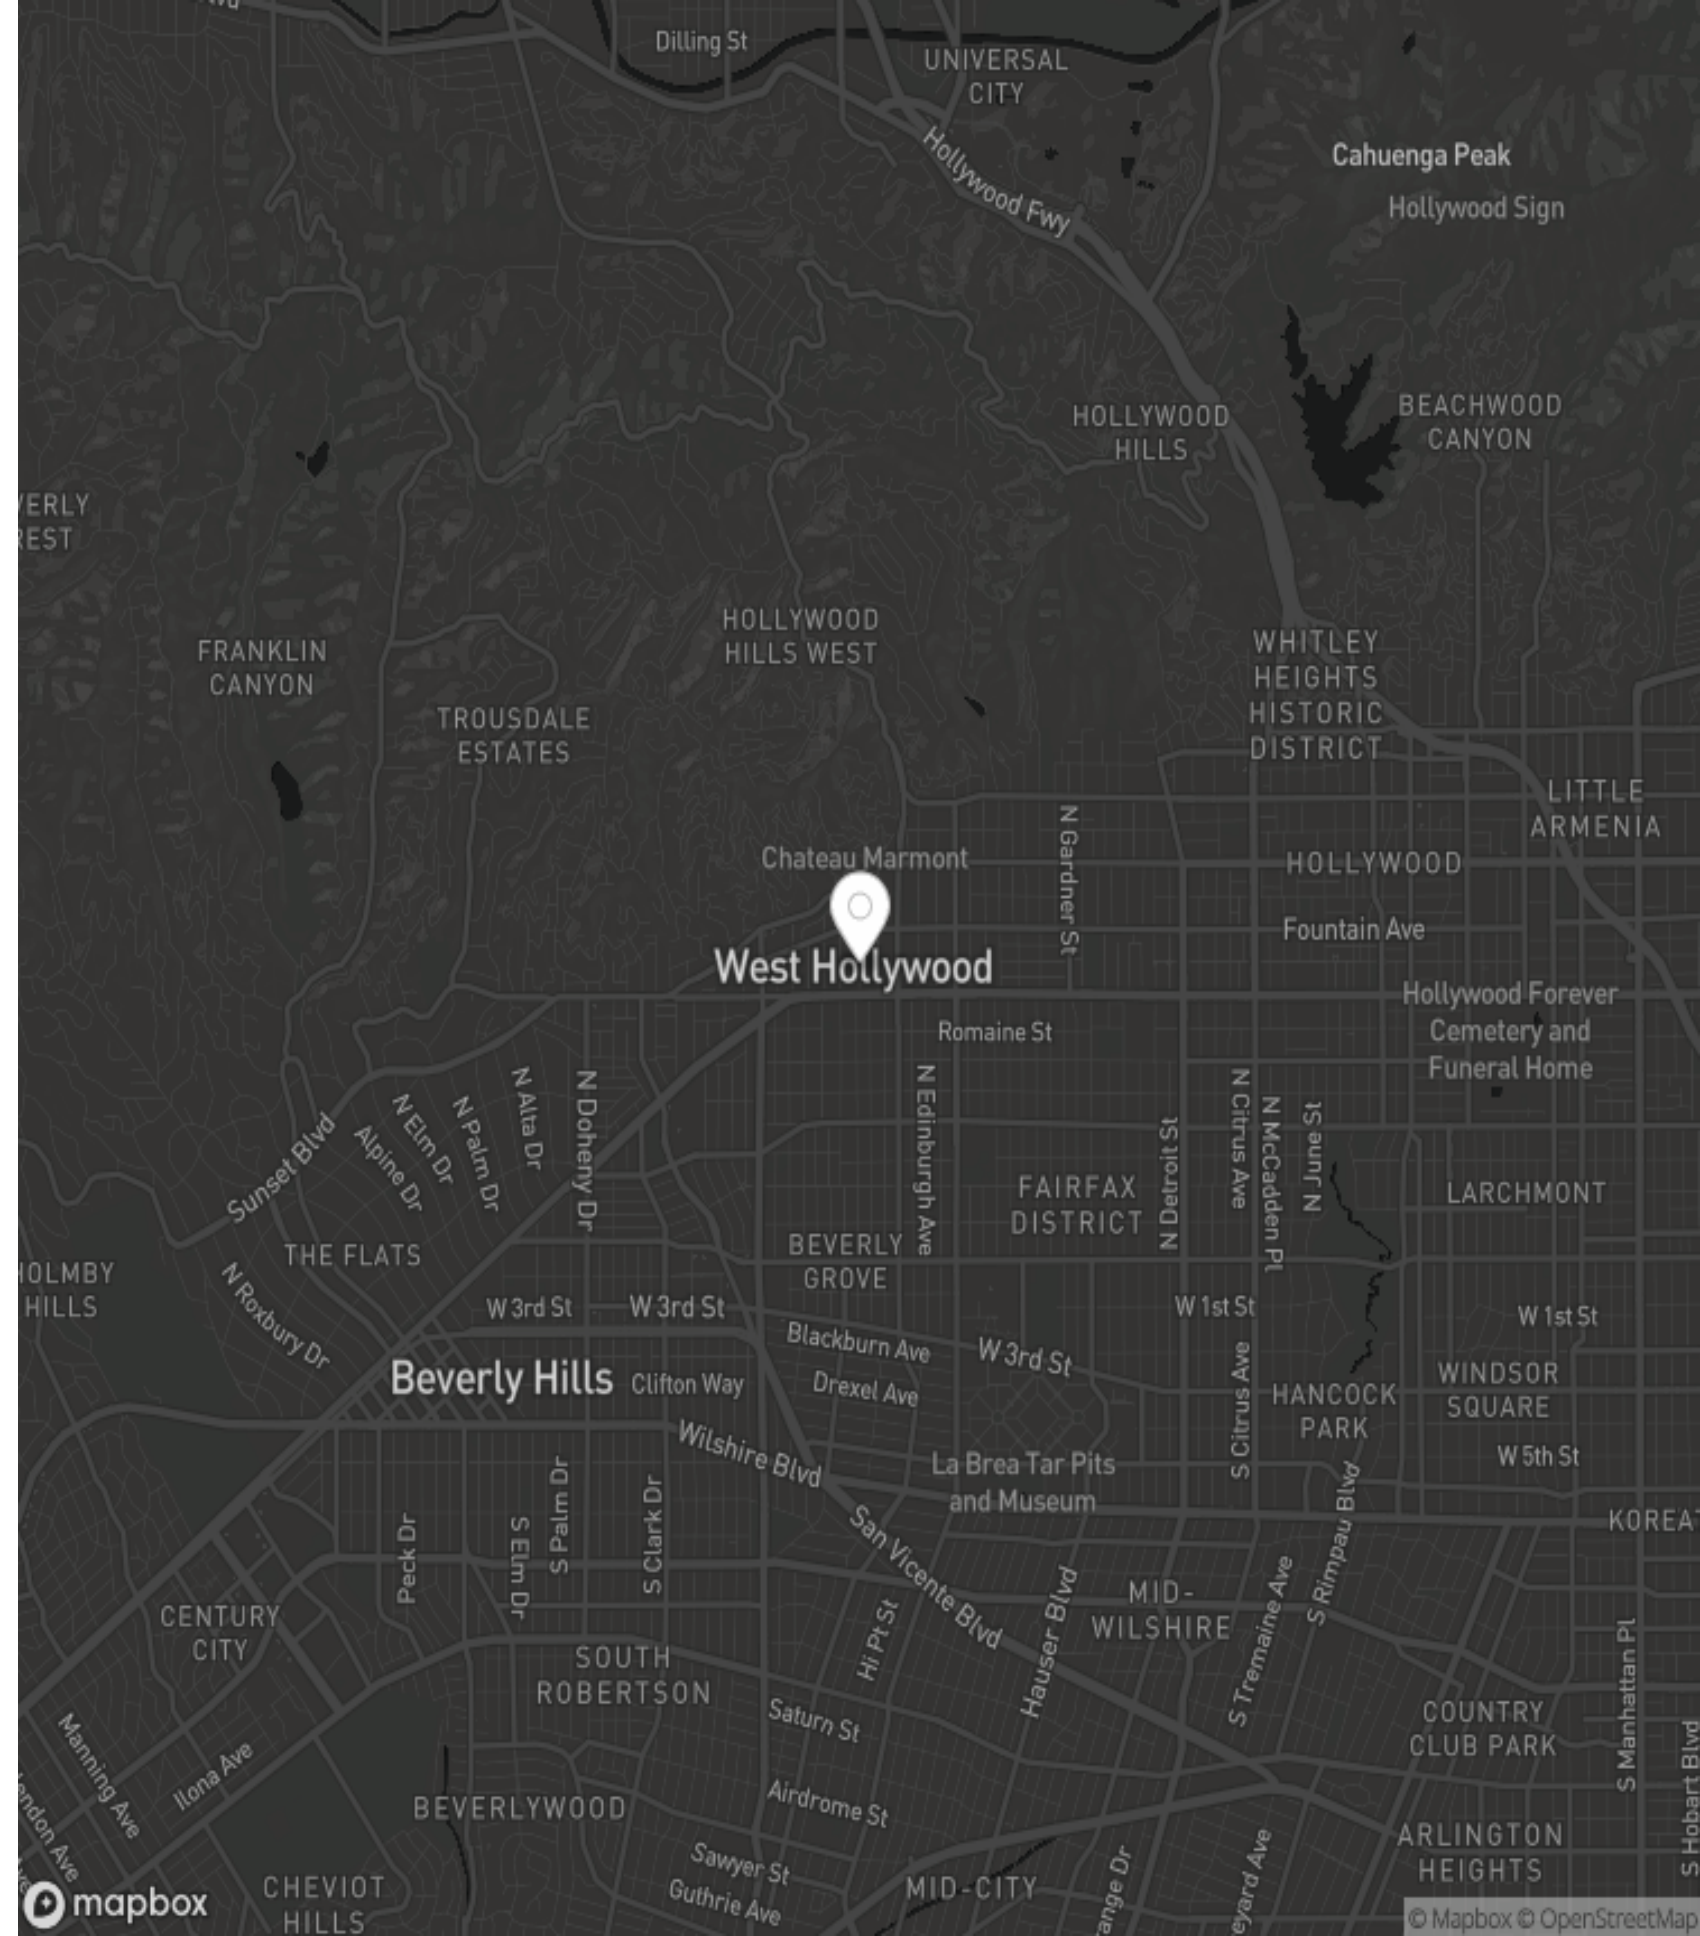 Dilling St
UNIVERSAL
CITY
Hollywood Fwy
Cahuenga Peak
Hollywood Sign
HOLLYWOOD
HILLS
BEACHWOOD
CANYON
HOLLYWOOD
HILLS WEST
FRANKLIN
CANYON
WHITLEY
HEIGHTS
HISTORIC
DISTRICT
TROUSDALE
ESTATES
LITTLE
ARMENIA
N Gardner St
Chateau Marmont
HOLLYWOOD
Fountain Ave
West Hollywood
Hollywood Forever
Cemetery and
Funeral Home
Romaine St
N Alta Dr
N Doheny Dr
N Elm Dr
N Palm Dr
Alpine Dr
Sunset Blvd
N Edinburgh Ave
N Detroit St
N Citrus Ave
N McCadden Pl
N June St
FAIRFAX
DISTRICT
LARCHMONT
THE FLATS
BEVERLY
GROVE
HOLMBY
HILLS
N Roxbury Dr
W 3rd St
W 3rd St
W 1st St
W 1st St
Blackburn Ave
W 3rd St
Beverly Hills
Clifton Way
Drexel Ave
S Citrus Ave
HANCOCK
PARK
WINDSOR
SQUARE
Wilshire Blvd
La Brea Tar Pits
and Museum
W 5th St
S Palm Dr
S Clark Dr
Peck Dr
S Elm Dr
San Vicente Blvd
S Rimpau Blvd
KOREAT
CENTURY
CITY
Hi Pt St
Hauser Blvd
MID-
WILSHIRE
S Tremaine Ave
SOUTH
ROBERTSON
S Manhattan Pl
Saturn St
COUNTRY
CLUB PARK
Manning Ave
Ilona Ave
S Hobart Blvd
BEVERLYWOOD
Airdrome St
ARLINGTON
HEIGHTS
Sawyer St
Guthrie Ave
MID-CITY
CHEVIOT
HILLS
mapbox
© Mapbox © OpenStreetMap